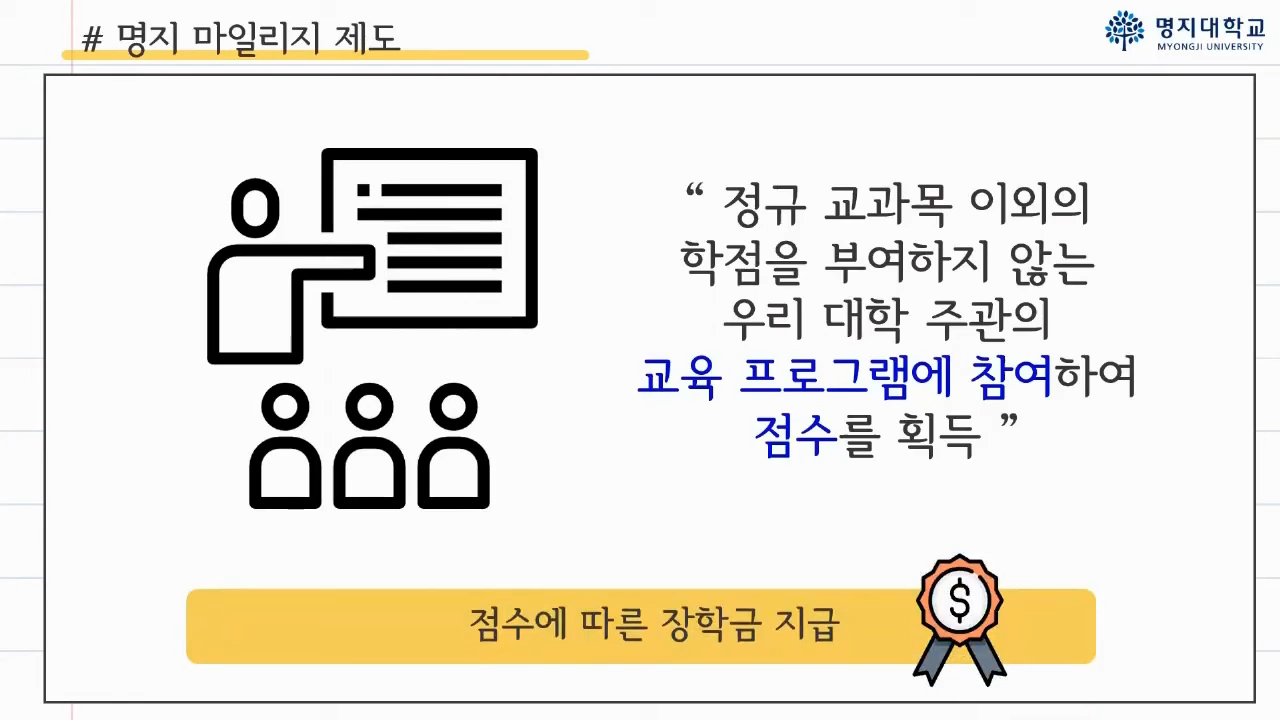 # 명지 마일리지 제도
명지대학교
MYONGJI UNIVERSITY
“ 정규 교과목 이외의
학점을 부여하지 않는
우리 대학 주관의
교육 프로그램에 참여하여
점수를 획득 ”
점수에 따른 장학금 지급
$